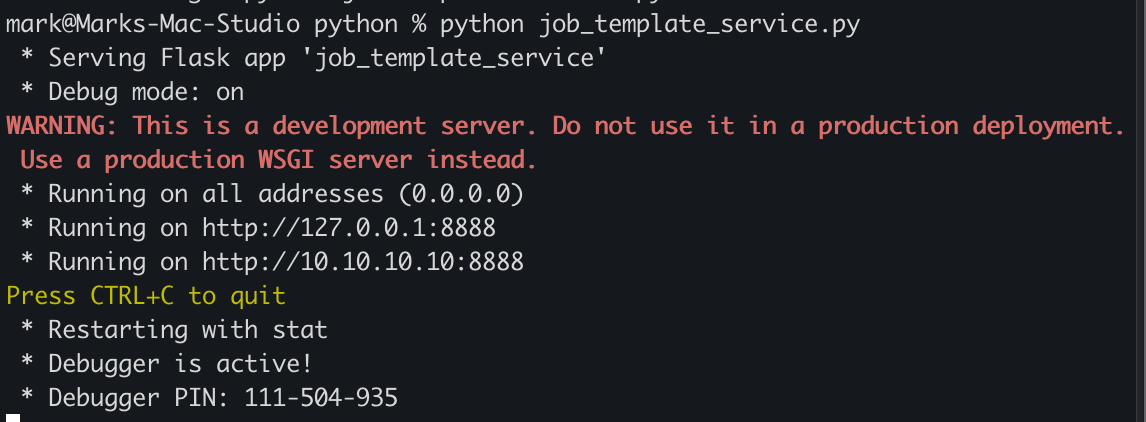 mark@Marks-Mac-Studio python % python job_template_service.py
 * Serving Flask app 'job_template_service'
 * Debug mode: on
WARNING: This is a development server. Do not use it in a production deployment.
 Use a production WSGI server instead.
 * Running on all addresses (0.0.0.0)
 * Running on http://127.0.0.1:8888
 * Running on http://10.10.10.10:8888
Press CTRL+C to quit
 * Restarting with stat
 * Debugger is active!
 * Debugger PIN: 111-504-935